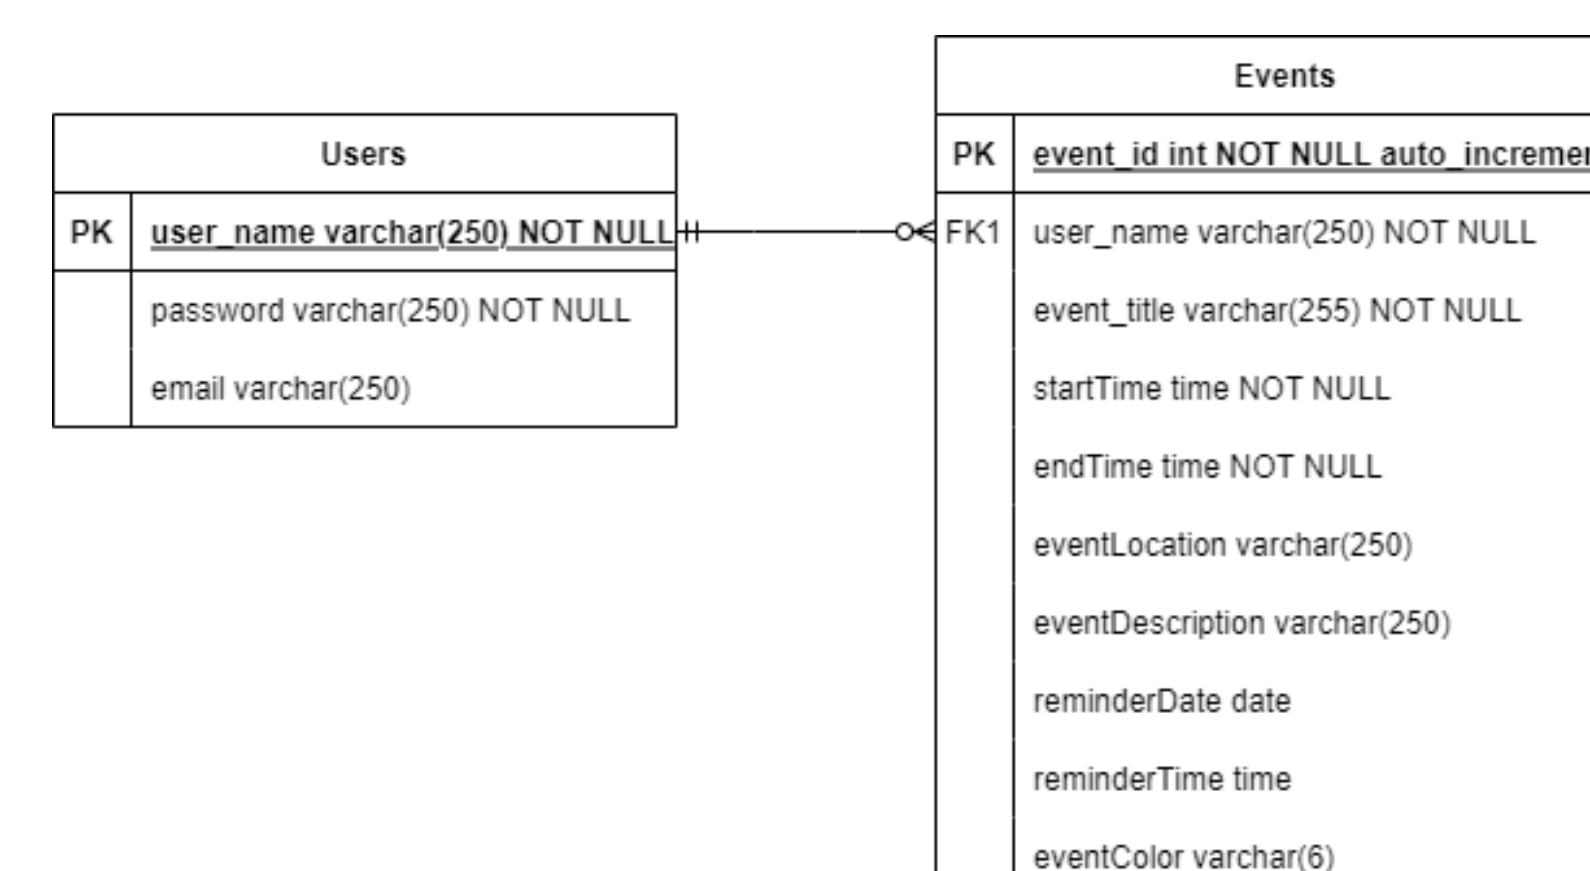 Users
PK user_name varchar(250) NOT NULL
password varchar(250) NOT NULL
email varchar(250)
Events
PK event_id int NOT NULL
FK1 user_name varchar(250) NOT NULL
event_title varchar(255) NOT NULL
startTime time NOT NULL
endTime time NOT NULL
eventLocation varchar(250)
eventDescription varchar(250)
reminderDate date
reminderTime time
eventColor varchar(6)